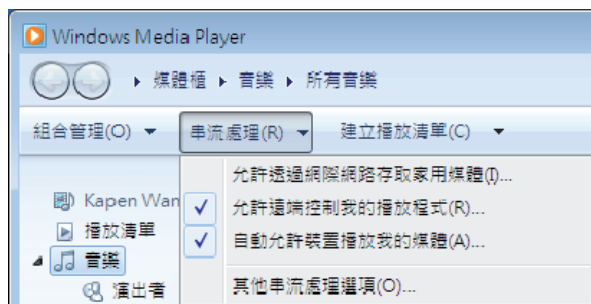 Windows Media Player
媒體櫃 ▸ 音樂 ▸ 所有音樂
組合管理(O) 串流處理(R) 建立播放清單(C)
允許透過網際網路存取家用媒體(I)...
Kapen Wan
允許遠端控制我的播放程式(R)...
播放清單
自動允許裝置播放我的媒體(A)...
音樂
演出者
其他串流處理選項(O)...